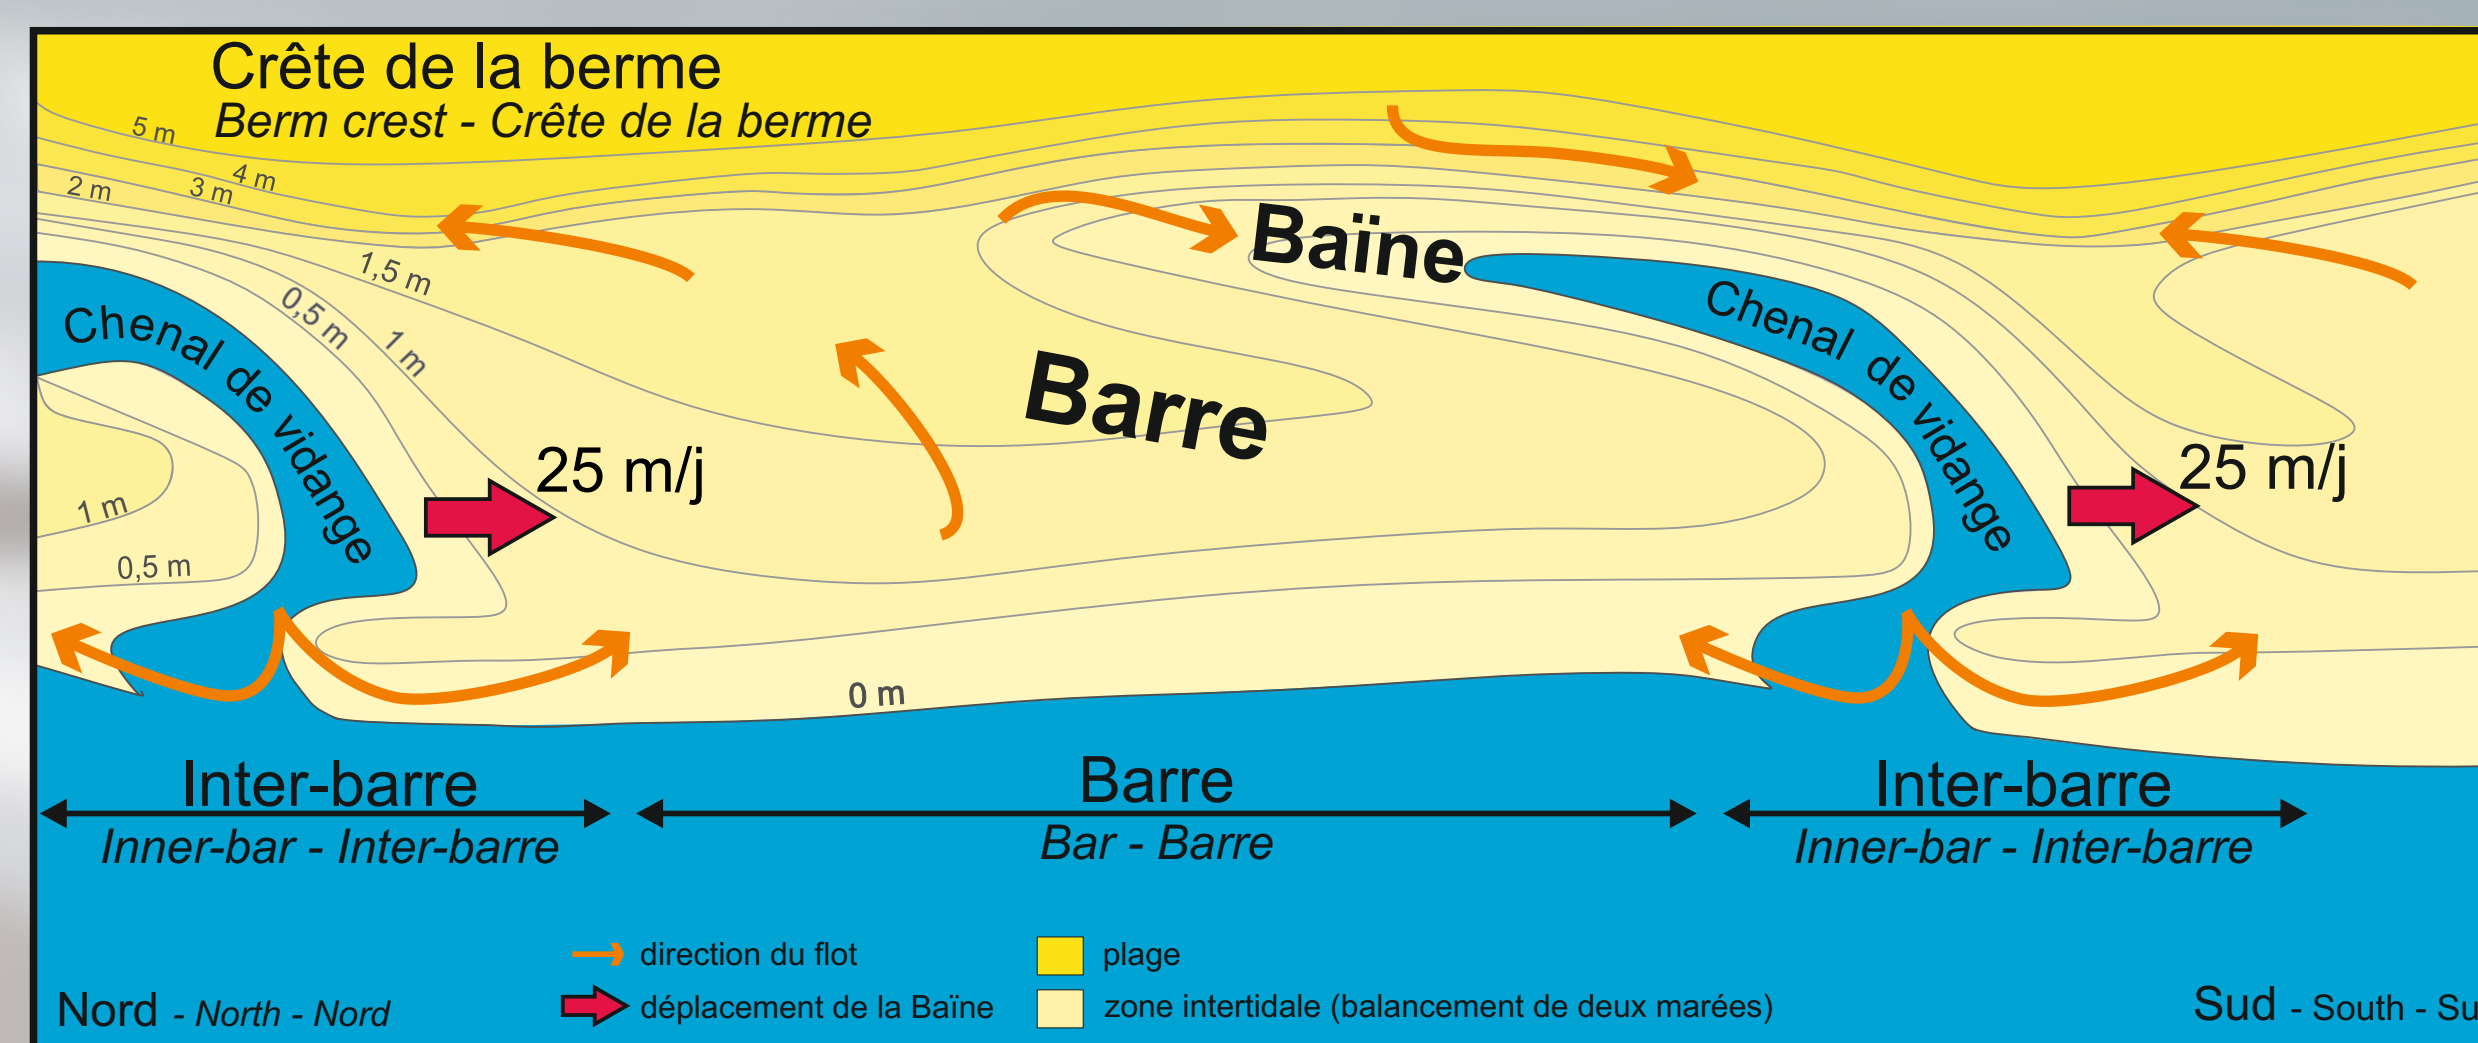 Crête de la berme
Berm crest - Crête de la berme
5 m
4 m
3 m
2 m
1,5 m
0,5 m
1 m
Baïne
Chenal de vidange
Chenal de vidange
Barre
25 m/j
25 m/j
1 m
0,5 m
0 m
Inter-barre
Inner-bar - Inter-barre
Barre
Bar - Barre
Inter-barre
Inner-bar - Inter-barre
direction du flot
plage
déplacement de la Baïne
zone intertidale (balancement de deux marées)
Nord - North - Nord
Sud - South - Su